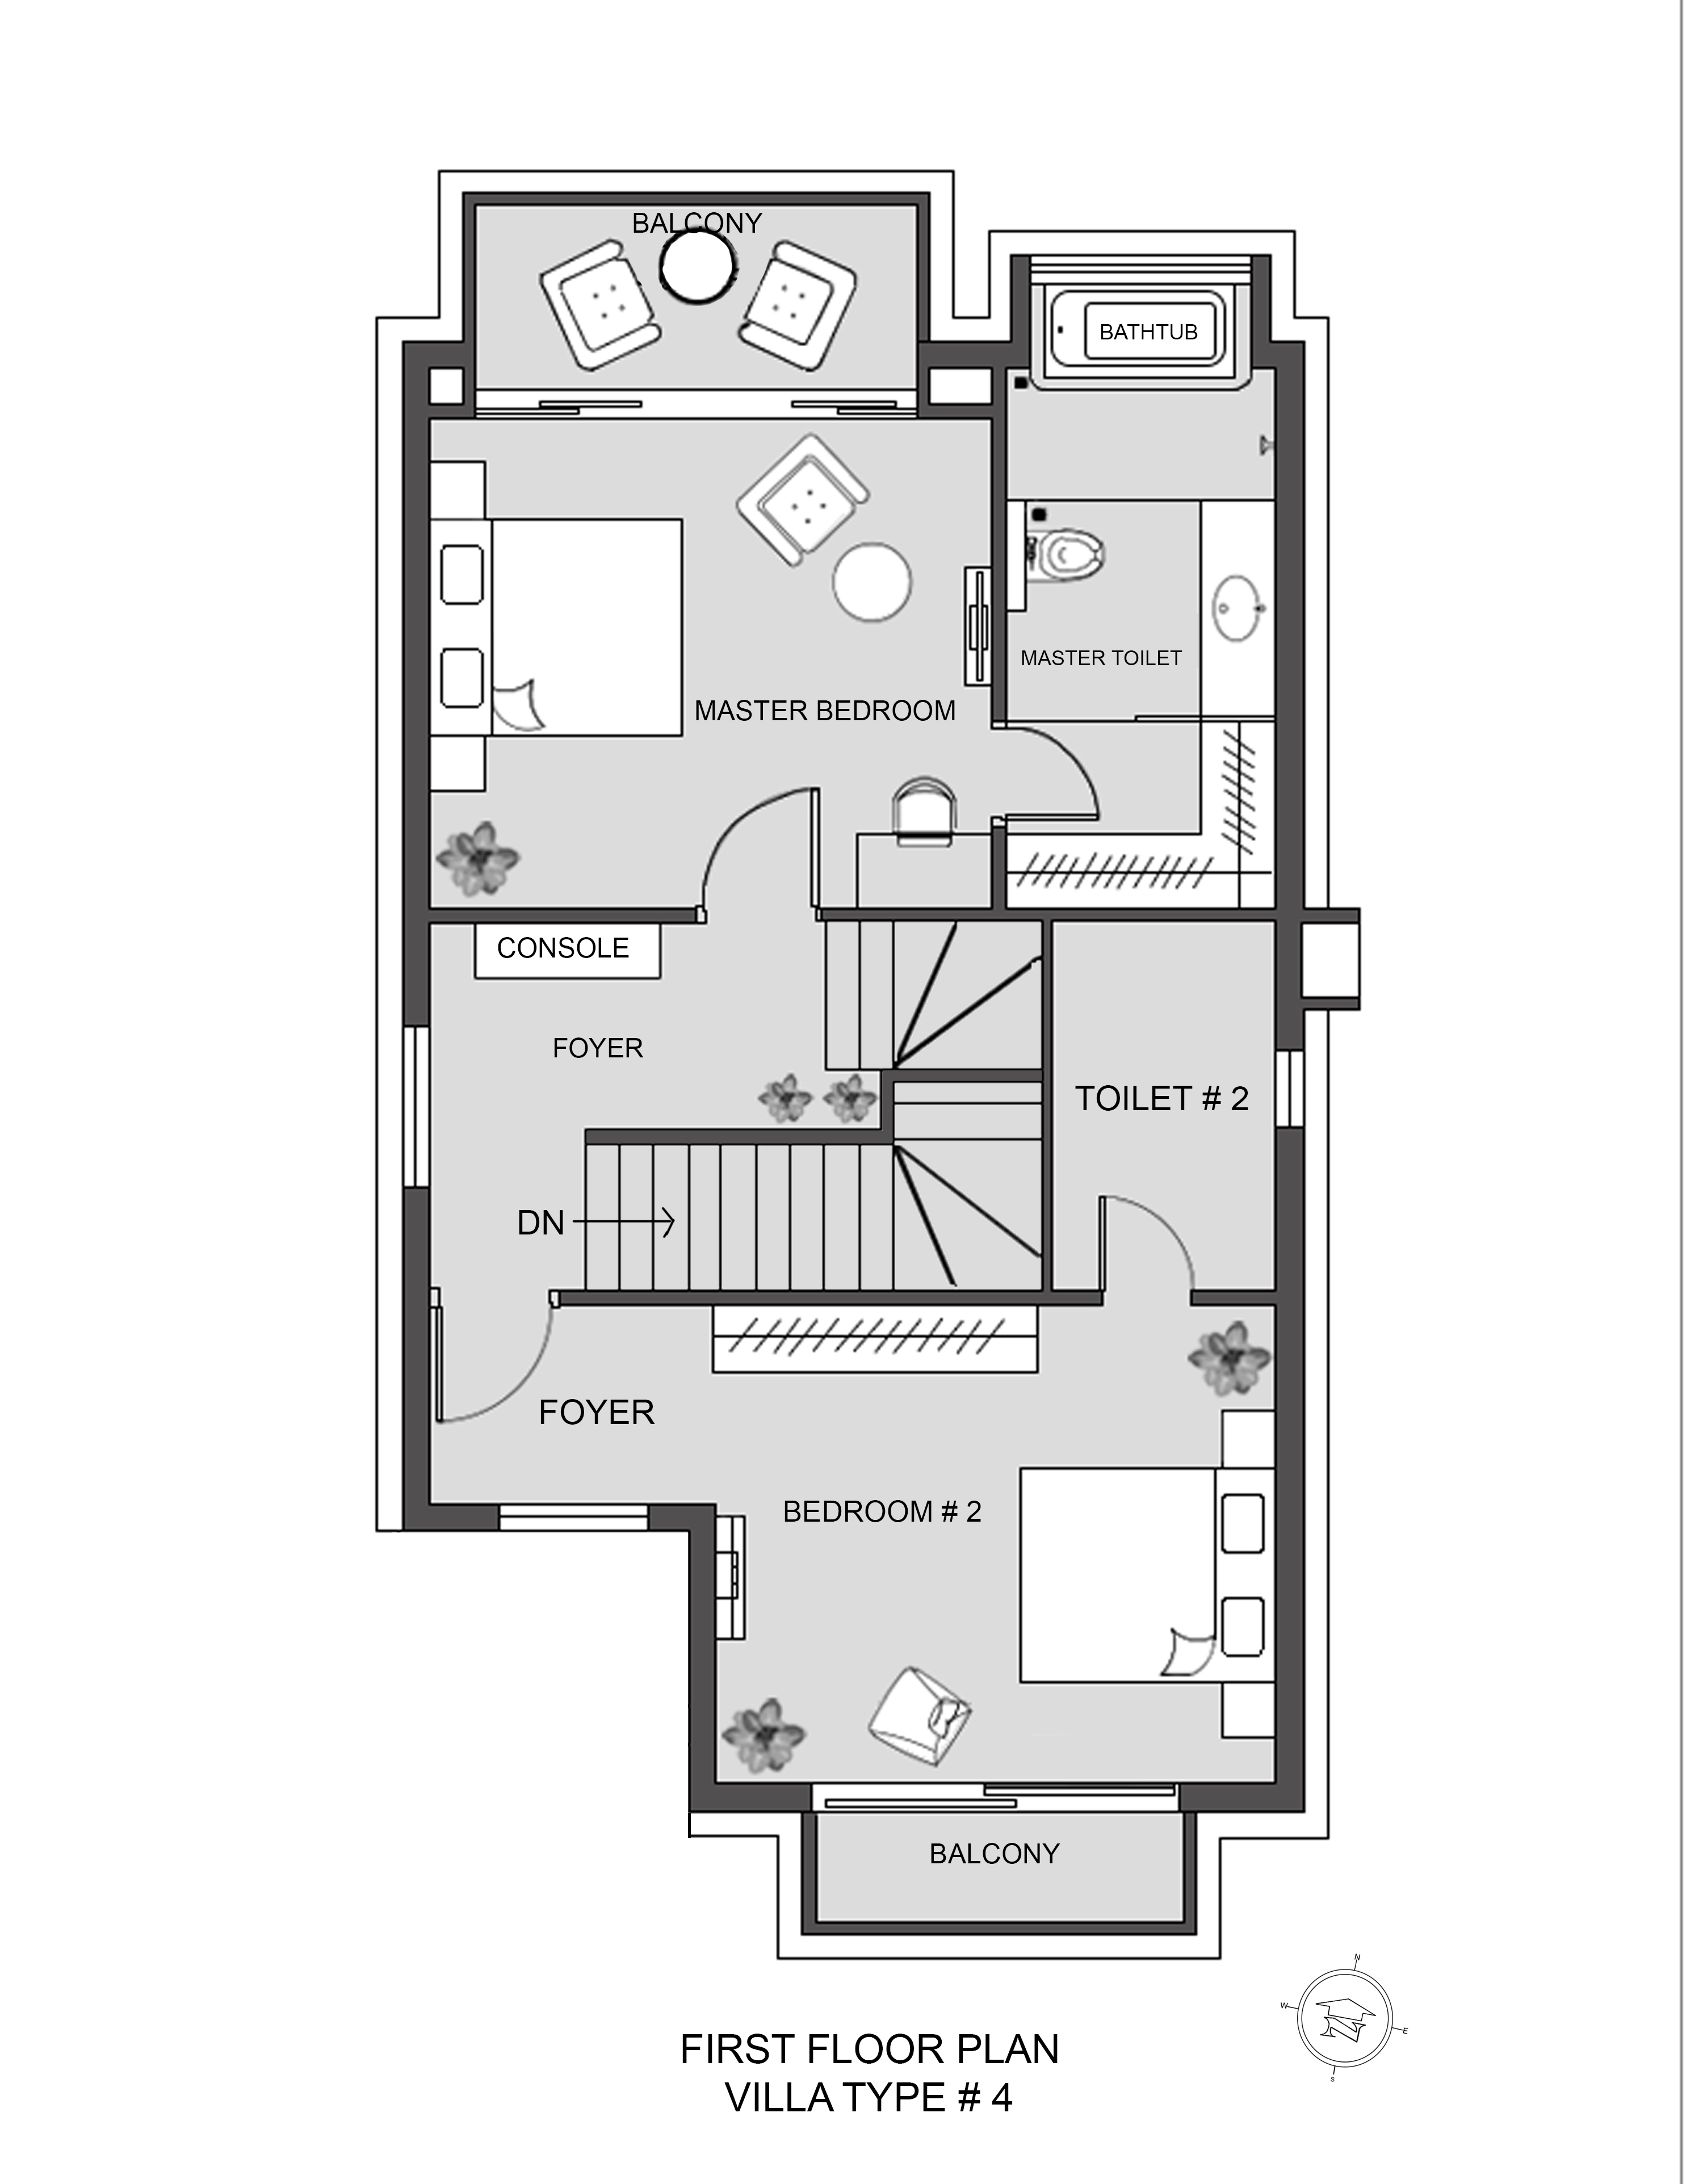 BALCONY
BATHTUB
MASTER TOILET
MASTER BEDROOM
CONSOLE
FOYER
TOILET # 2
DN
FOYER
BEDROOM # 2
BALCONY
N
W
E
S
N
FIRST FLOOR PLAN
VILLA TYPE # 4